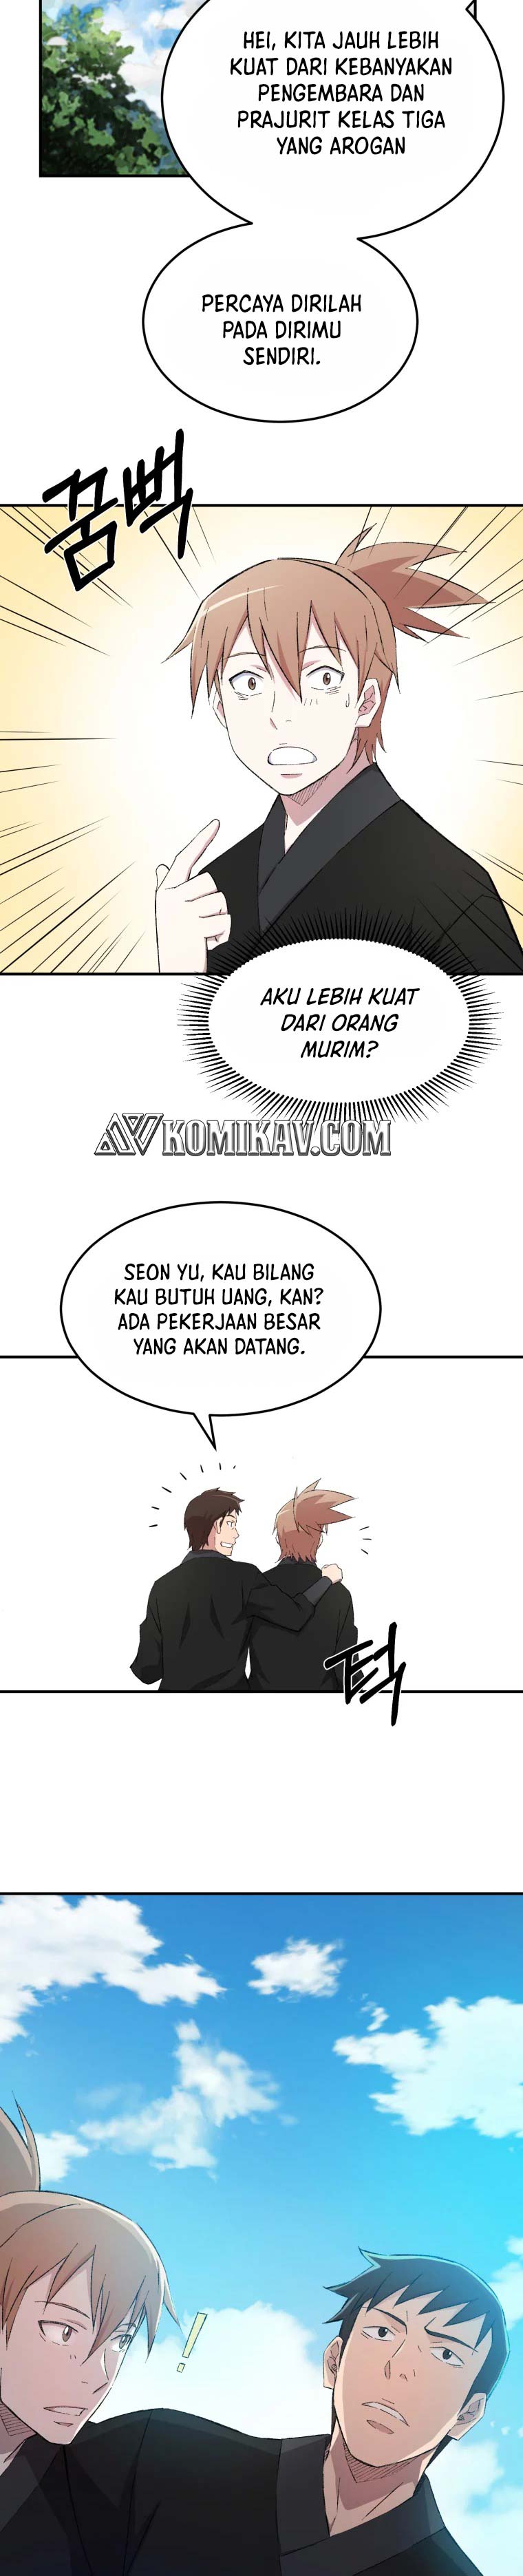 HEI, KITA JAUH LEBIH
KUAT DARI KEBANYAKAN
PENGEMBARA DAN
PRAJURIT KELAS TIGA
YANG AROGAN
PERCAYA DIRILAH
PADA DIRIMU
SENDIRI.
꿈뻑
AKU LEBIH KUAT
DARI ORANG
MURIM?
KOMIKAV.COM
SEON YU, KAU BILANG
KAU BUTUH UANG, KAN?
ADA PEKERJAAN BESAR
YANG AKAN DATANG.
턱
!